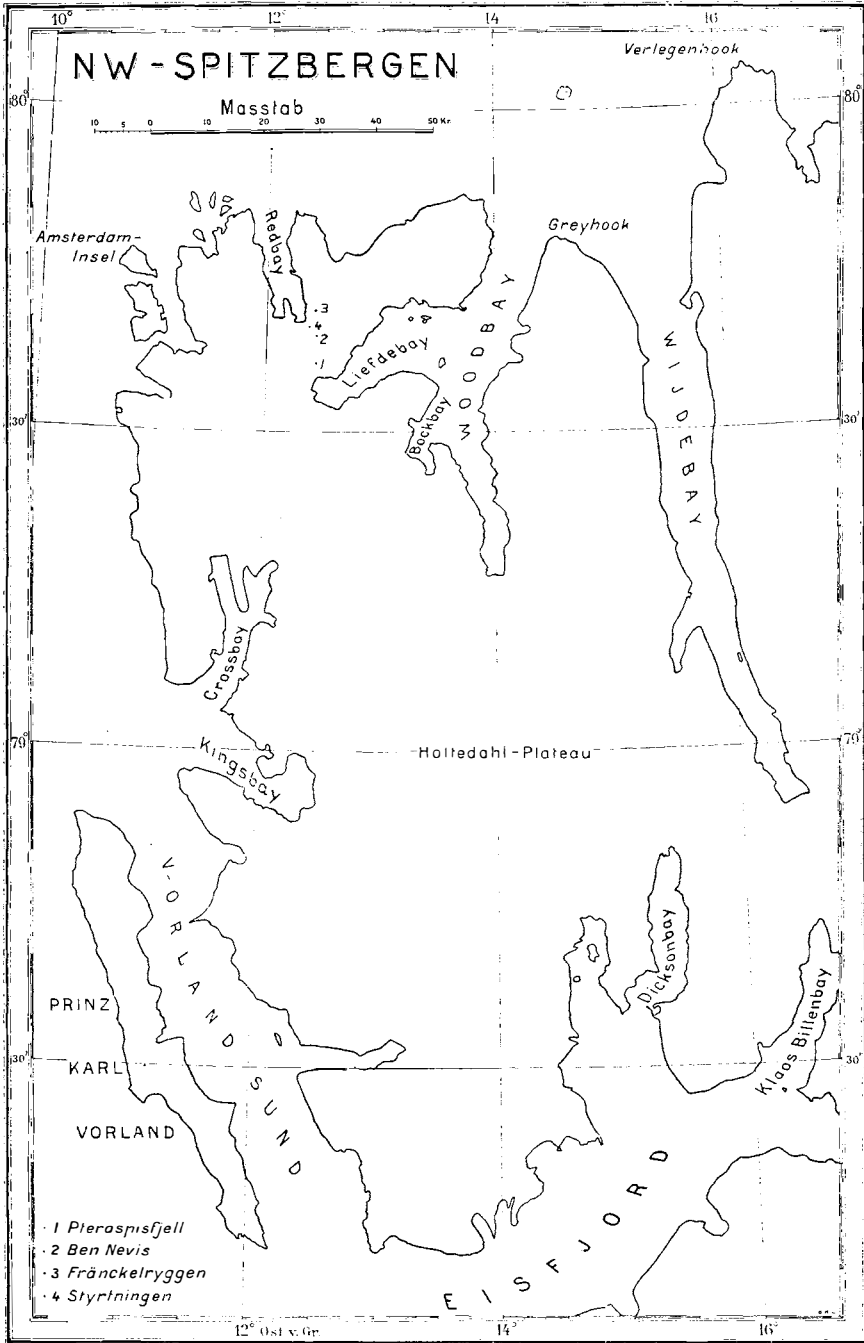 10° 12° 14 16
NW-SPITZBERGEN
Masstab
10 5 0 10 20 30 40 50 Kr.
Verlegenhook
80° 80°
Amsterdam-
Insel
Redbay
Greyhook
.3
4.
.2
.1
Liefdebay
WOODBAY
Bockbay
WIJDEBAY
30' 30'
Crossbay
79° 79°
Kingsbay
Holtedahl-Plateau
V-ORLAND SUND
Dicksonbay
Klaas Billenbay
PRINZ
KARL
VORLAND
30' 30'
EISFJORD
· 1 Pteraspisfjell
· 2 Ben Nevis
· 3 Fränckelryggen
· 4 Styrtningen
12° Ost v. Gr. 14° 16°